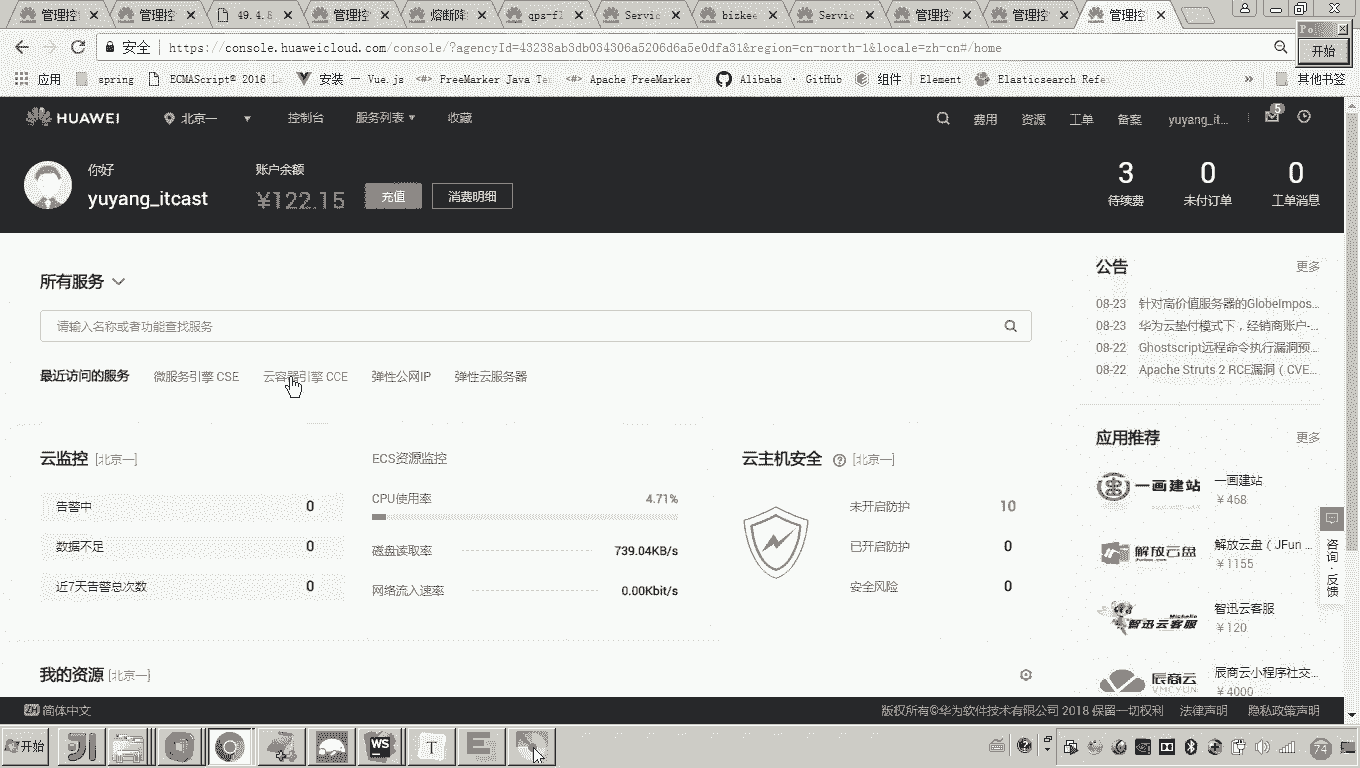 管理控 管理控 49.4.8 管理控 管理控 熔断降 qps-fl Servic bizkee Servic 管理控 管理控 管理控
安全 https://console.huaweicloud.com/console/?agencyId=43238ab3db034306a5206d6a5e0dfa31&region=cn-north-1&locale=zh-cn#/home
开始
应用 spring ECMAScript® 2016 L 安装 — Vue.js FreeMarker Java Te Apache FreeMarker Alibaba · GitHub 组件 | Element Elasticsearch Refe » 其他书签
HUAWEI 北京一 控制台 服务列表 收藏 费用 资源 工单 备案 yuyang_it... 5
你好
yuyang_itcast
账户余额
¥122.15 充值 消费明细
3 0 0
待续费 未付订单 工单消息
所有服务
请输入名称或者功能查找服务
最近访问的服务 微服务引擎 CSE 云容器引擎 CCE 弹性公网IP 弹性云服务器
公告 更多
08-23 针对高价值服务器的GlobeImpos...
08-23 华为云垫付模式下，经销商账户-...
08-22 Ghostscript远程命令执行漏洞预...
08-22 Apache Struts 2 RCE漏洞（CVE...
云监控 [北京一]
告警中 0
数据不足 0
近7天告警总次数 0
ECS资源监控
CPU使用率 4.71%
磁盘读取率 739.04KB/s
网络流入速率 0.00Kbit/s
云主机安全 [北京一]
未开启防护 10
已开启防护 0
安全风险 0
应用推荐 更多
一画建站 一画建站
¥468
解放云盘 解放云盘（JFun ...
¥1155
智迅云客服 智迅云客服
¥120
辰商云 辰商云小程序社交...
VMCYUN ¥4000
咨询·反馈
我的资源 [北京一]
简体中文 版权所有©华为软件技术有限公司 2018 保留一切权利 法律声明 隐私政策声明
开始 WS T 74